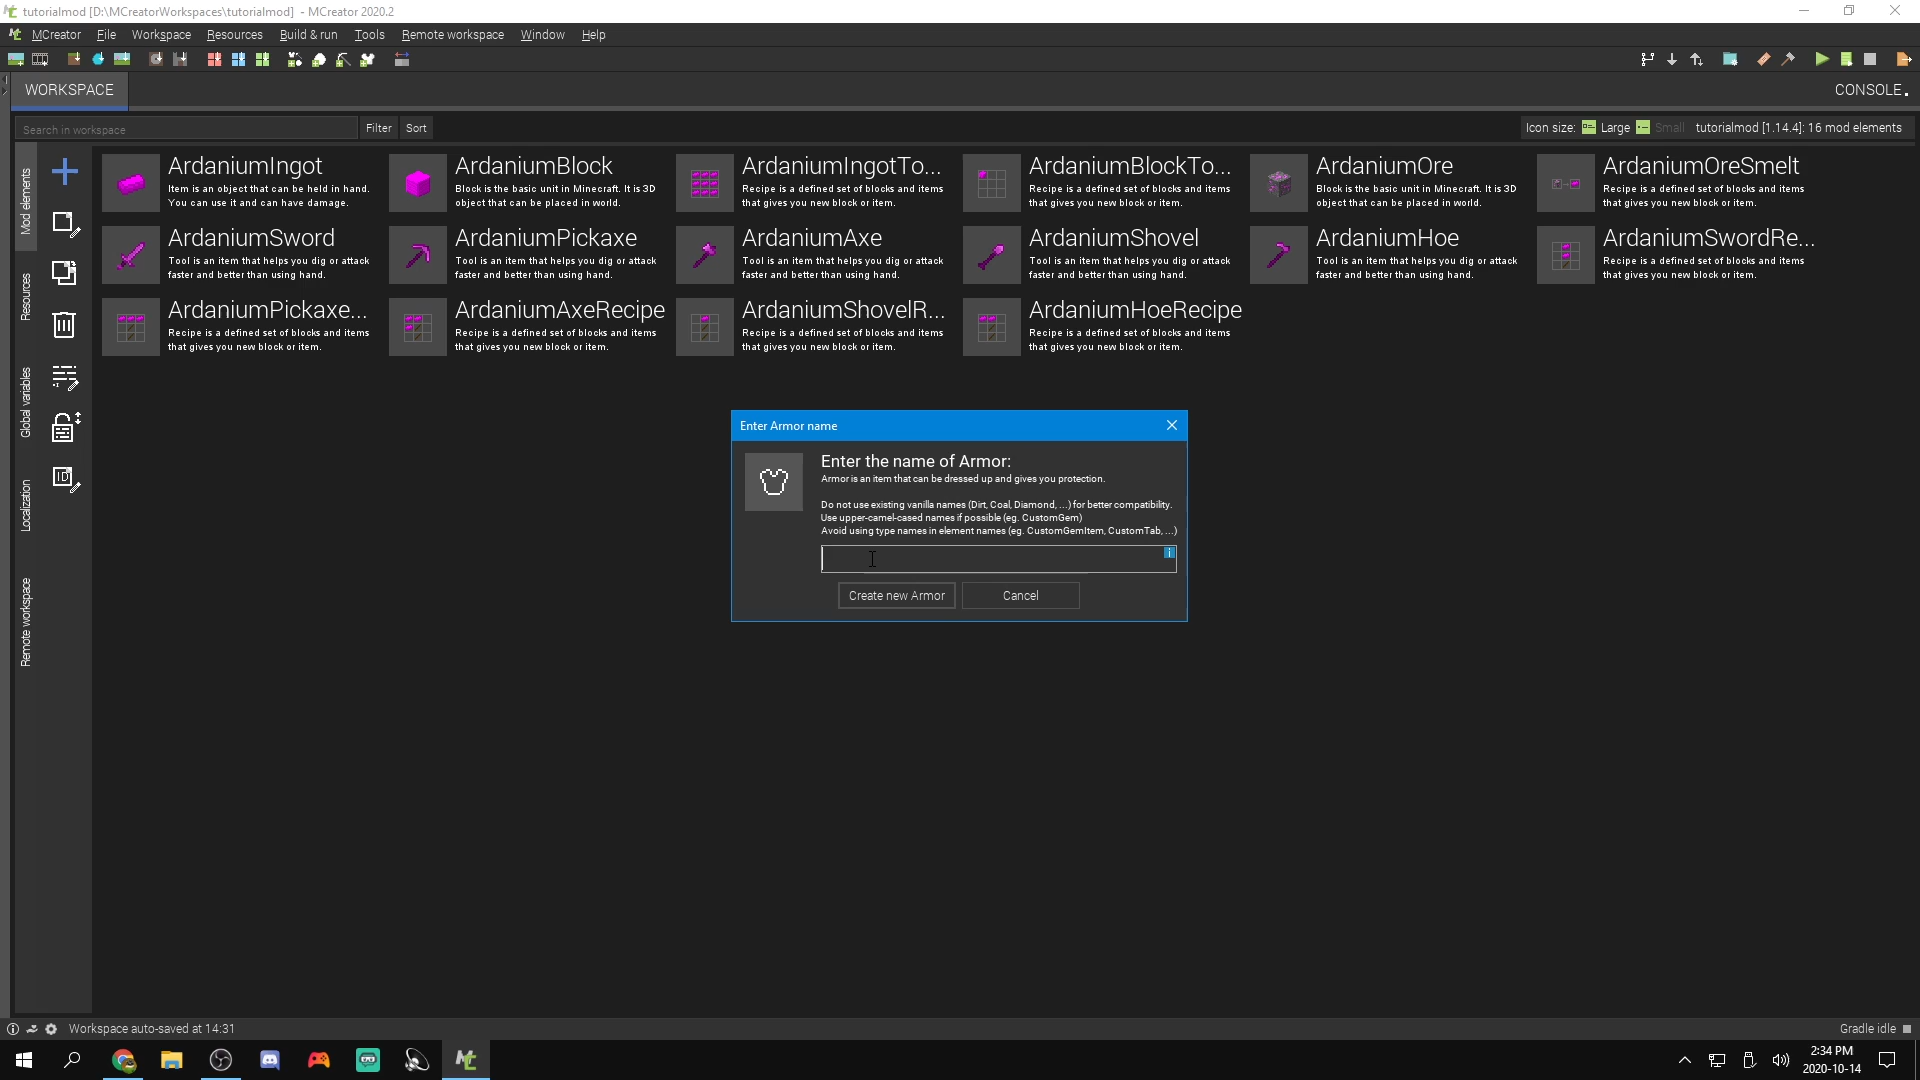 tutorialmod [D:\MCreatorWorkspaces\tutorialmod] - MCreator 2020.2
MCreator File Workspace Resources Build & run Tools Remote workspace Window Help
WORKSPACE
CONSOLE
Search in workspace
Filter
Sort
Icon size: Large Small tutorialmod [1.14.4]: 16 mod elements
Mod elements
Resources
Global variables
Localization
Remote workspace
ArdaniumIngot
Item is an object that can be held in hand.
You can use it and can have damage.
ArdaniumBlock
Block is the basic unit in Minecraft. It is 3D
object that can be placed in world.
ArdaniumIngotTo...
Recipe is a defined set of blocks and items
that gives you new block or item.
ArdaniumBlockTo...
Recipe is a defined set of blocks and items
that gives you new block or item.
ArdaniumOre
Block is the basic unit in Minecraft. It is 3D
object that can be placed in world.
ArdaniumOreSmelt
Recipe is a defined set of blocks and items
that gives you new block or item.
ArdaniumSword
Tool is an item that helps you dig or attack
faster and better than using hand.
ArdaniumPickaxe
Tool is an item that helps you dig or attack
faster and better than using hand.
ArdaniumAxe
Tool is an item that helps you dig or attack
faster and better than using hand.
ArdaniumShovel
Tool is an item that helps you dig or attack
faster and better than using hand.
ArdaniumHoe
Tool is an item that helps you dig or attack
faster and better than using hand.
ArdaniumSwordRe...
Recipe is a defined set of blocks and items
that gives you new block or item.
ArdaniumPickaxe...
Recipe is a defined set of blocks and items
that gives you new block or item.
ArdaniumAxeRecipe
Recipe is a defined set of blocks and items
that gives you new block or item.
ArdaniumShovelR...
Recipe is a defined set of blocks and items
that gives you new block or item.
ArdaniumHoeRecipe
Recipe is a defined set of blocks and items
that gives you new block or item.
Enter Armor name
Enter the name of Armor:
Armor is an item that can be dressed up and gives you protection.
Do not use existing vanilla names (Dirt, Coal, Diamond, ...) for better compatibility.
Use upper-camel-cased names if possible (eg. CustomGem)
Avoid using type names in element names (eg. CustomGemItem, CustomTab, ...)
Create new Armor
Cancel
Workspace auto-saved at 14:31
Gradle idle
2:34 PM
2020-10-14